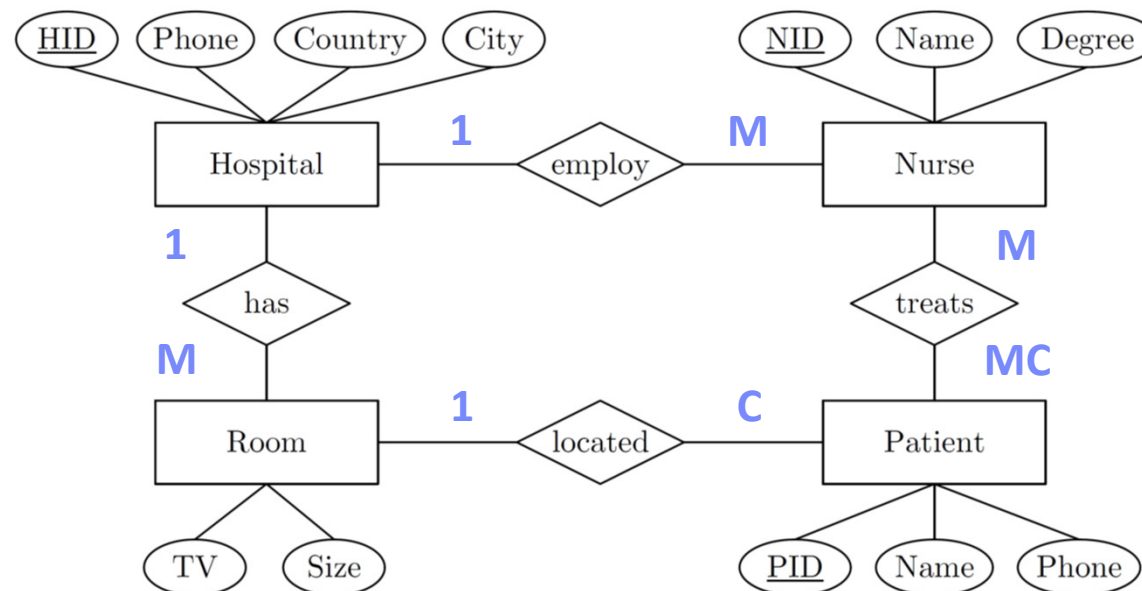 HID Phone Country City NID Name Degree
Hospital 1 employ M Nurse
1 M
has treats
M MC
Room 1 located C Patient
TV Size PID Name Phone